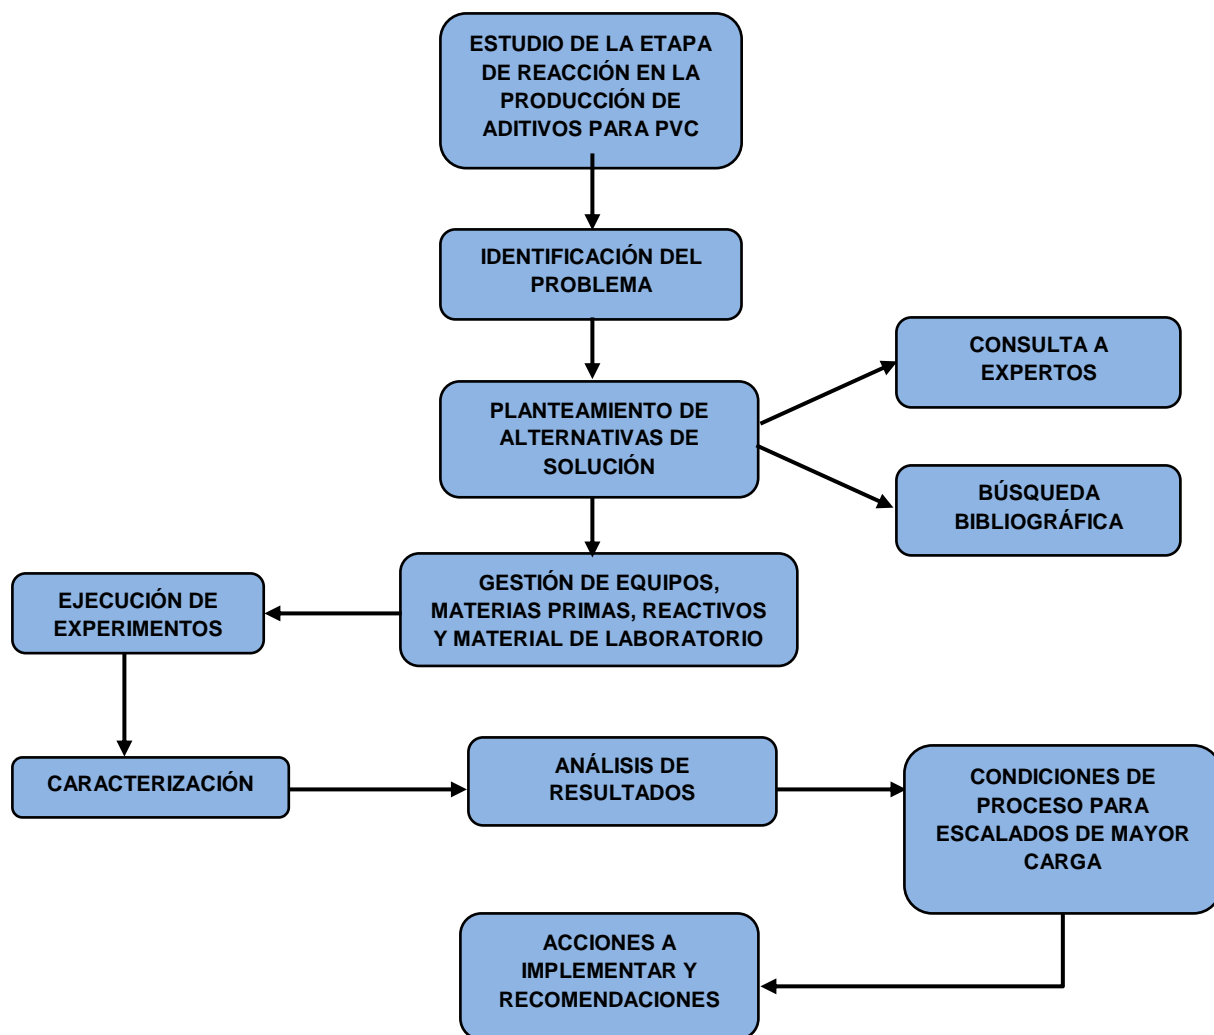 ESTUDIO DE LA ETAPA
DE REACCIÓN EN LA
PRODUCCIÓN DE
ADITIVOS PARA PVC
IDENTIFICACIÓN DEL
PROBLEMA
PLANTEAMIENTO DE
ALTERNATIVAS DE
SOLUCIÓN
CONSULTA A
EXPERTOS
BÚSQUEDA
BIBLIOGRÁFICA
GESTIÓN DE EQUIPOS,
MATERIAS PRIMAS, REACTIVOS
Y MATERIAL DE LABORATORIO
EJECUCIÓN DE
EXPERIMENTOS
CARACTERIZACIÓN
ANÁLISIS DE
RESULTADOS
CONDICIONES DE
PROCESO PARA
ESCALADOS DE MAYOR
CARGA
ACCIONES A
IMPLEMENTAR Y
RECOMENDACIONES